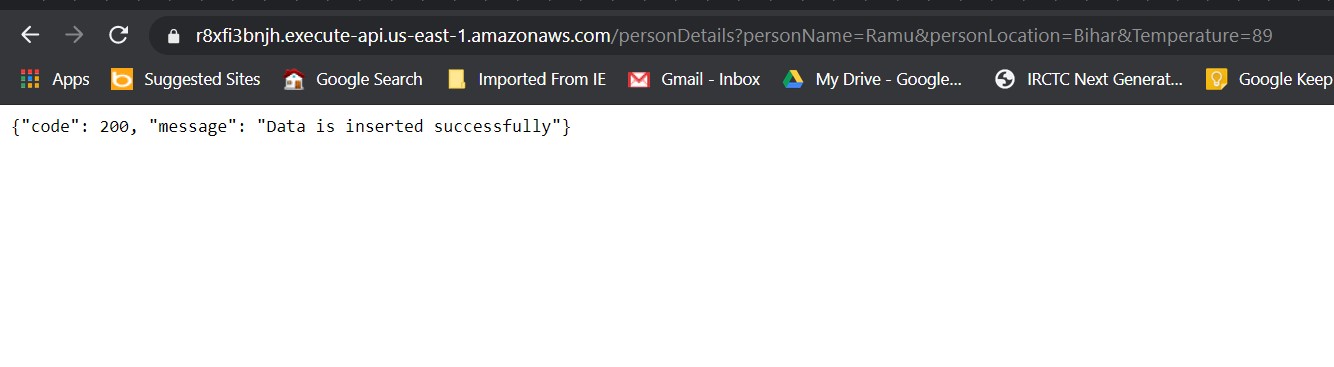 r8xfi3bnjh.execute-api.us-east-1.amazonaws.com/personDetails?personName=Ramu&personLocation=Bihar&Temperature=89
Apps Suggested Sites Google Search Imported From IE Gmail - Inbox My Drive - Google... IRCTC Next Generat... Google Keep
{"code": 200, "message": "Data is inserted successfully"}